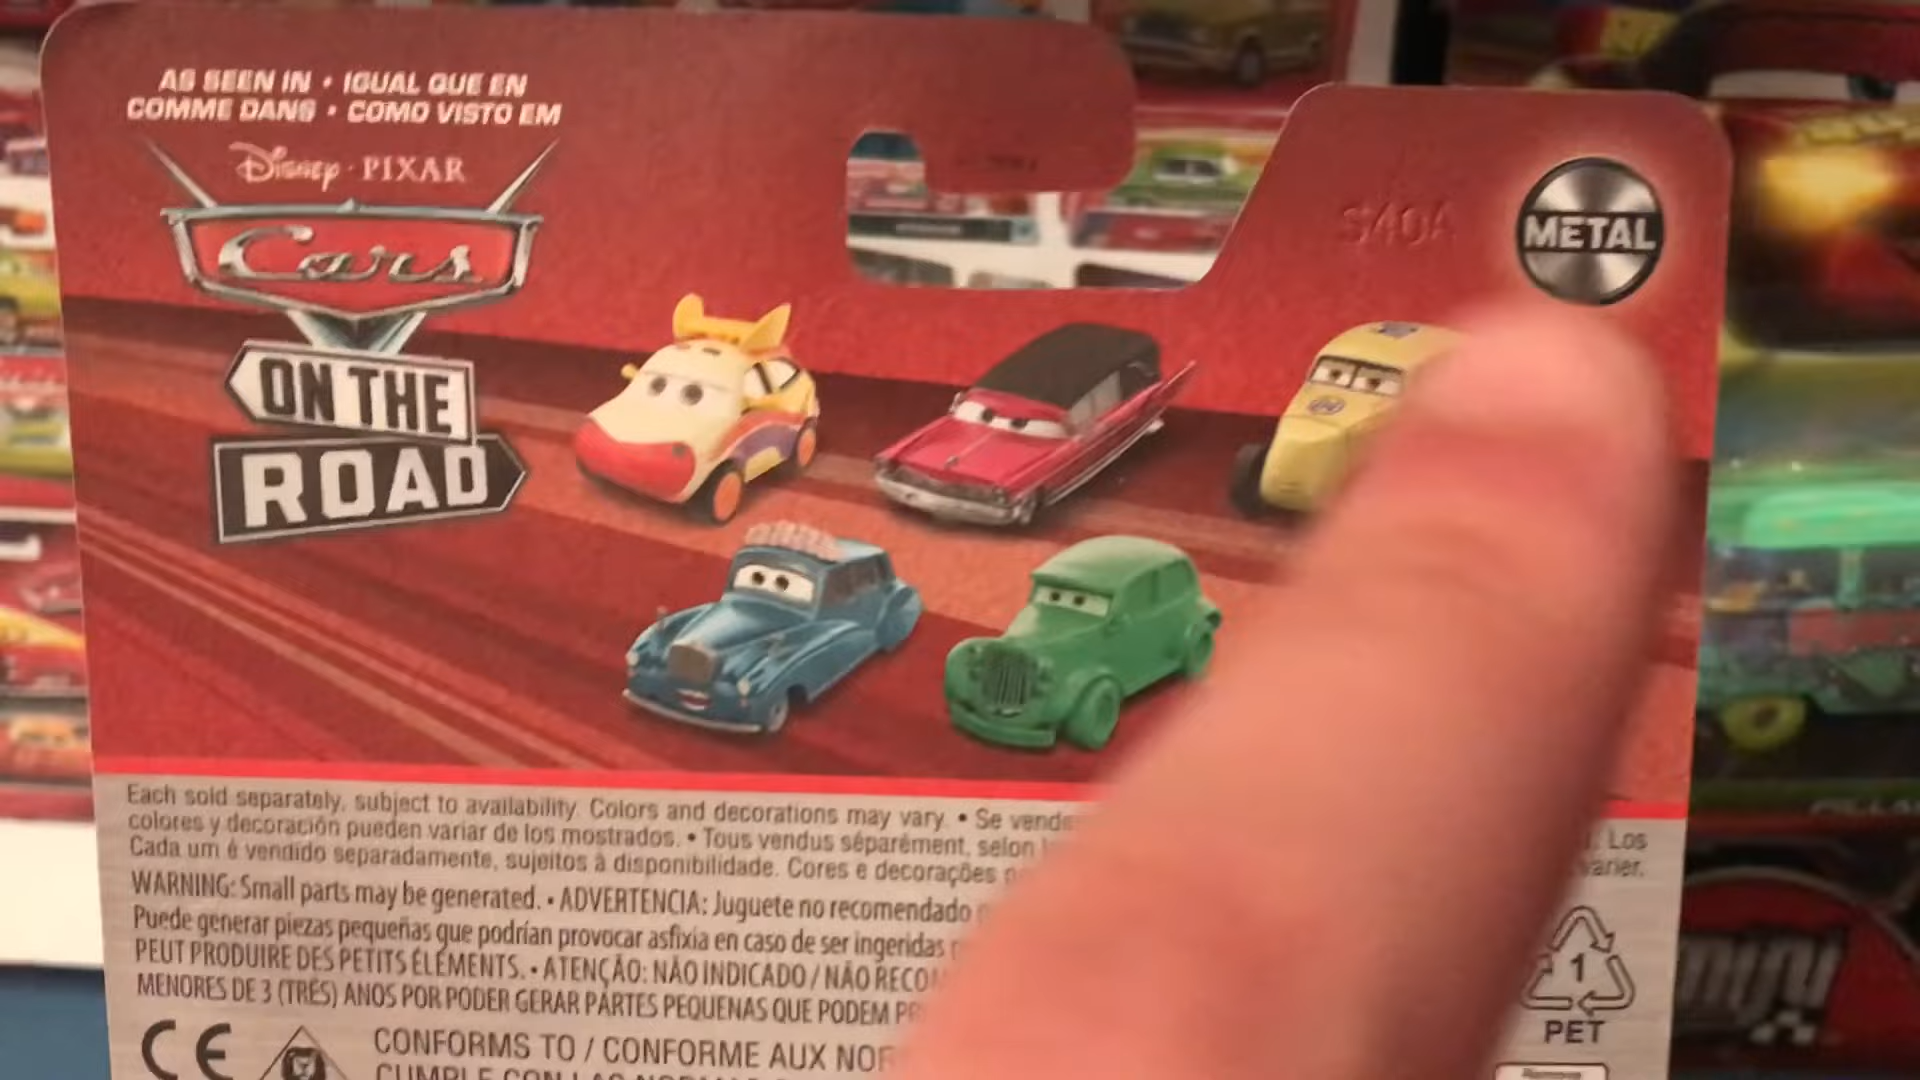 AS SEEN IN • IGUAL QUE EN
COMME DANS • COMO VISTO EM
Disney • PIXAR
Cars
ON THE
ROAD
S40A
METAL
Each sold separately, subject to availability. Colors and decorations may vary. • Se
colores y decoración pueden variar de los mostrados. • Tous vendus séparément, selon
. Los
Cada um é vendido separadamente, sujeitos à disponibilidade. Cores e decorações
varier.
WARNING: Small parts may be generated. • ADVERTENCIA: Juguete no recomendado
Puede generar piezas pequeñas que podrían provocar asfixia en caso de ser ingeridas
PEUT PRODUIRE DES PETITS ÉLÉMENTS. • ATENÇÃO: NÃO INDICADO / NÃO
MENORES DE 3 (TRÊS) ANOS POR PODER GERAR PARTES PEQUENAS QUE PODEM
CE
1
PET
CONFORMS TO / CONFORME AUX